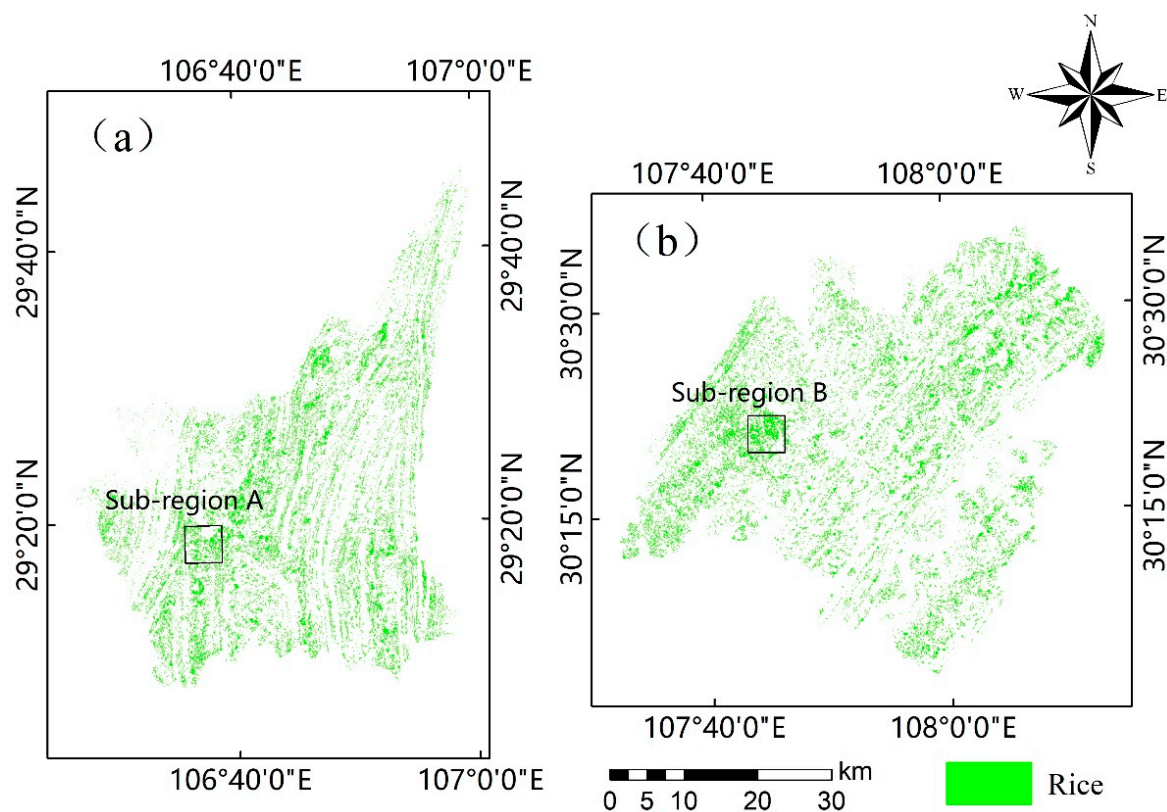 N
W E
S
106°40'0"E 107°0'0"E
(a)
29°40'0"N 29°40'0"N
Sub-region A
29°20'0"N 29°20'0"N
106°40'0"E 107°0'0"E
107°40'0"E 108°0'0"E
(b)
30°30'0"N 30°30'0"N
Sub-region B
30°15'0"N 30°15'0"N
107°40'0"E 108°0'0"E
km
0 5 10 20 30
Rice